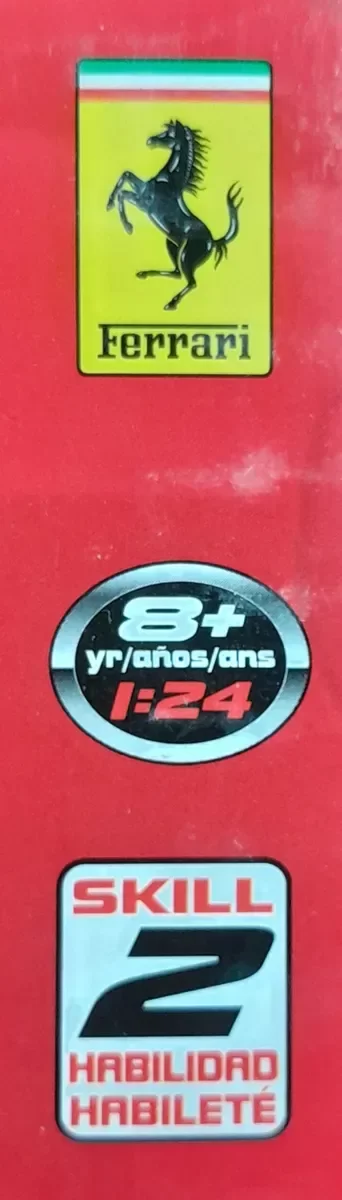 Ferrari
8+
yr/años/ans
1:24
SKILL
2
HABILIDAD
HABILETÉ